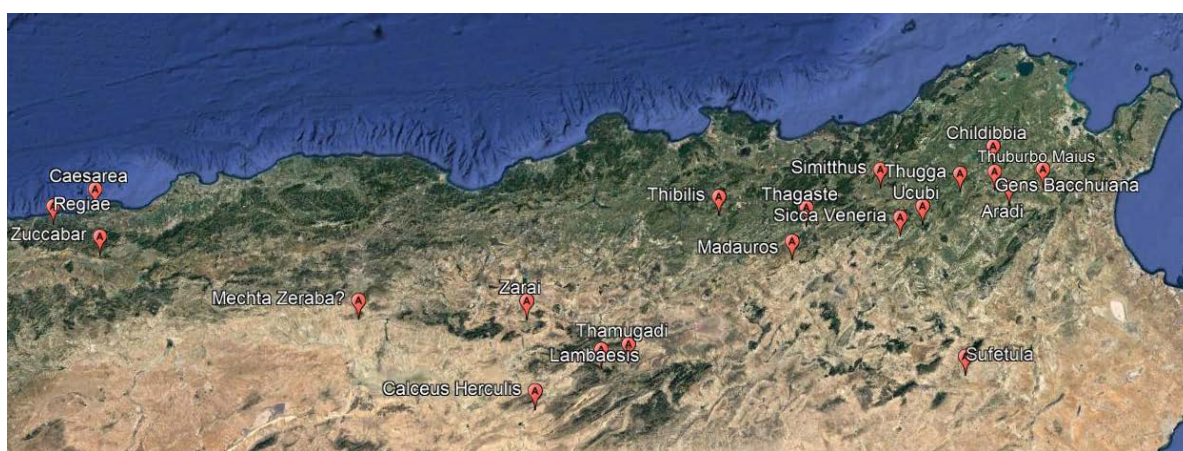 Childibbia
Caesarea
Simitthus
Thugga
Thuburbo Maius
Regiae
Thibilis
Thagaste
Ucubi
Gens Bacchuiana
Zuccabar
Sicca Veneria
Aradi
Madauros
Mechta Zeraba?
Zarai
Thamugadi
Lambaesis
Sufetula
Calceus Herculis